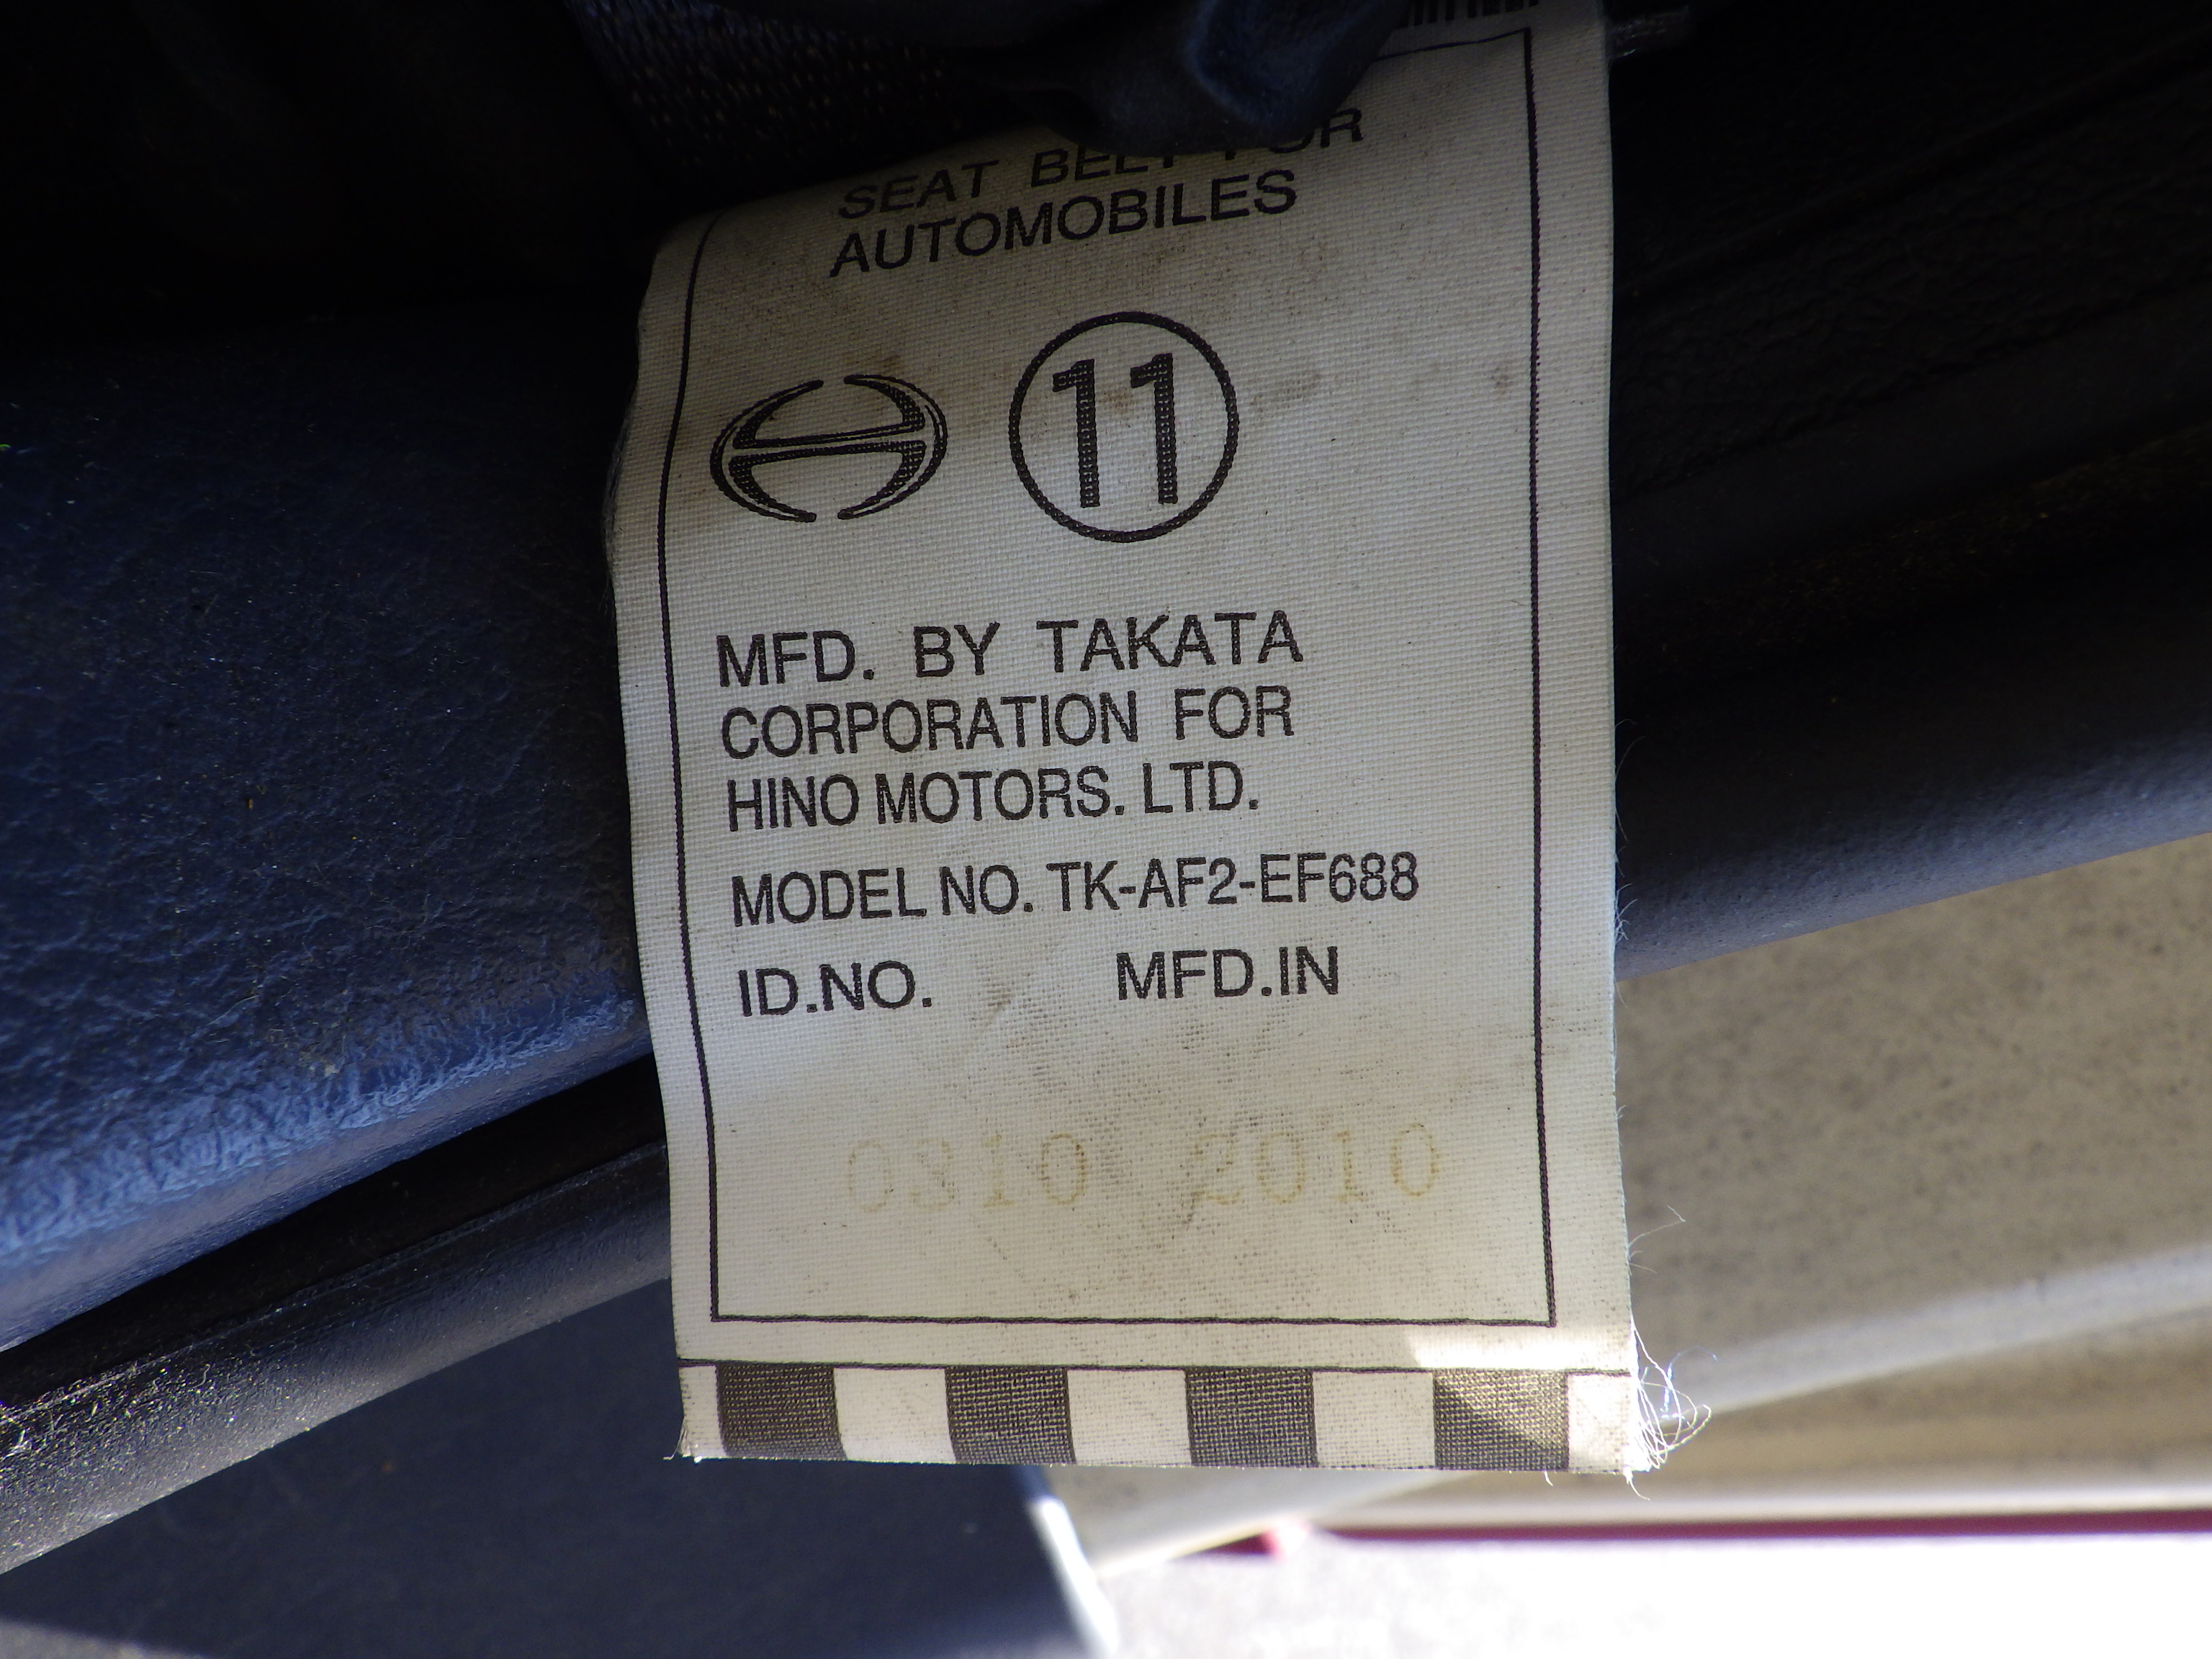 SEAT BELT FOR
AUTOMOBILES
11
MFD. BY TAKATA
CORPORATION FOR
HINO MOTORS. LTD.
MODEL NO. TK-AF2-EF688
ID.NO. MFD.IN
2010